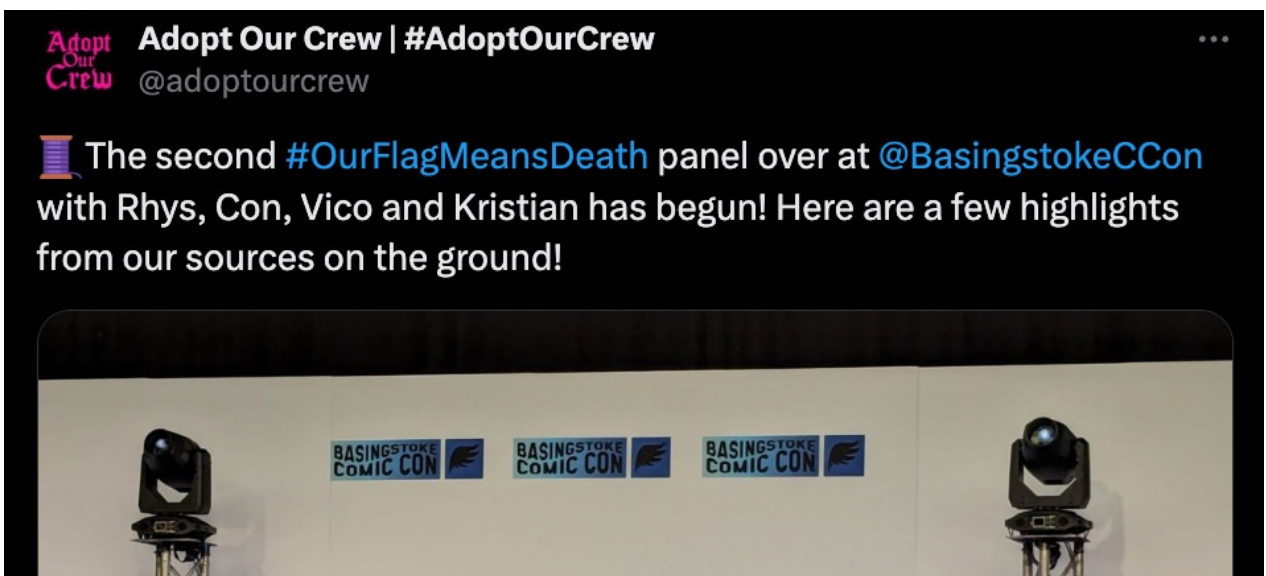 Adopt
Our
Crew
Adopt Our Crew | #AdoptOurCrew
@adoptourcrew
🧵 The second #OurFlagMeansDeath panel over at @BasingstokeCCon
with Rhys, Con, Vico and Kristian has begun! Here are a few highlights
from our sources on the ground!
BASINGSTOKE
COMIC CON
BASINGSTOKE
COMIC CON
BASINGSTOKE
COMIC CON